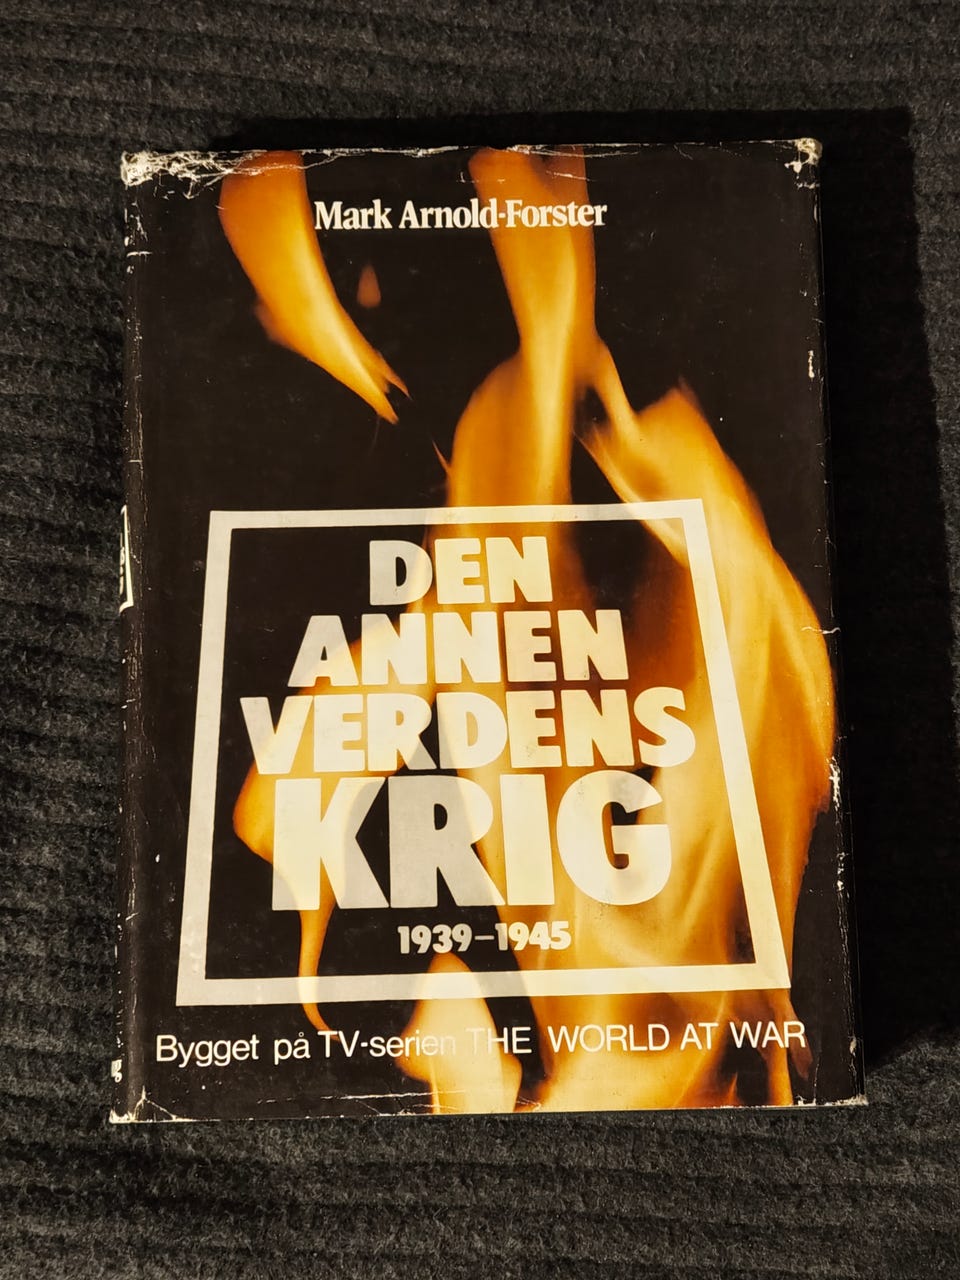 Mark Arnold-Forster
DEN
ANNEN
VERDENS
KRIG
1939–1945
Bygget på TV-serien THE WORLD AT WAR